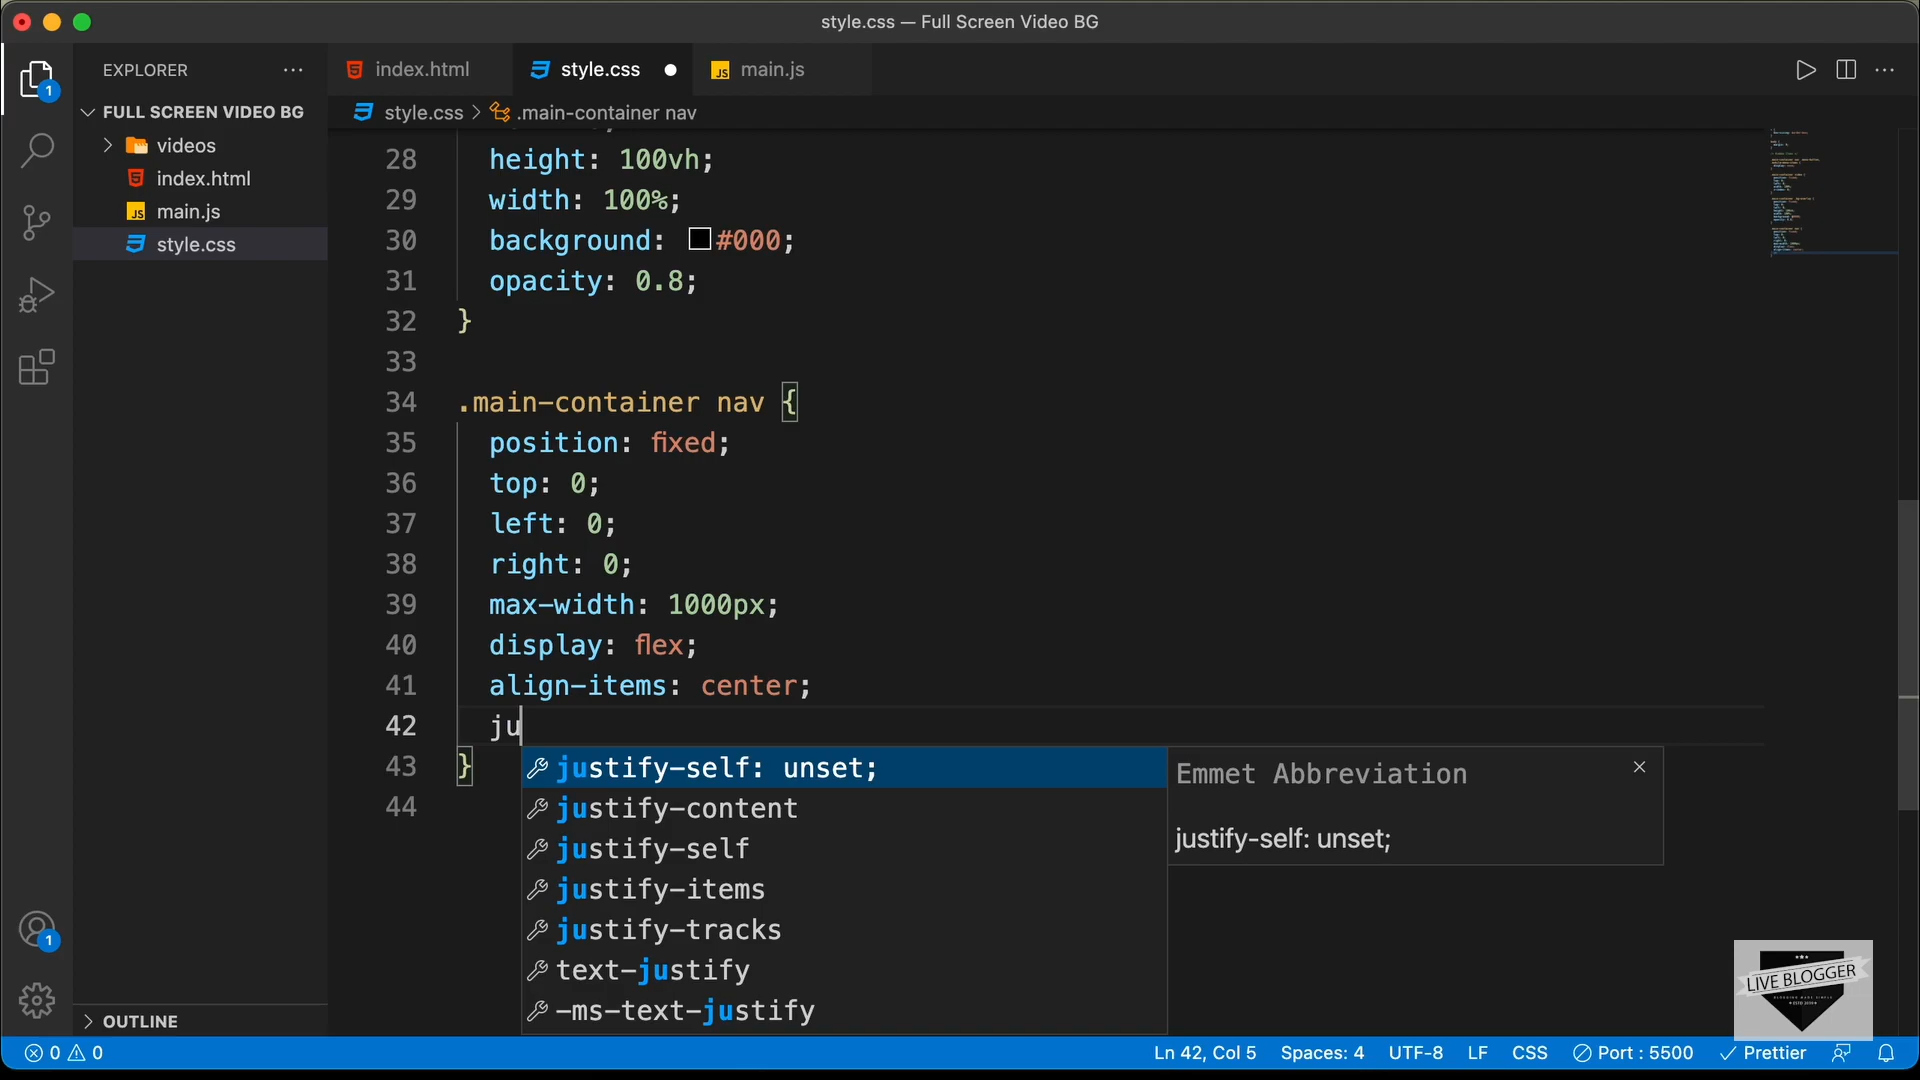 style.css — Full Screen Video BG
EXPLORER
index.html
style.css
JS main.js
1
FULL SCREEN VIDEO BG
style.css > .main-container nav
videos
index.html
JS main.js
style.css
28 height: 100vh;
29 width: 100%;
30 background: #000;
31 opacity: 0.8;
32 }
33
34 .main-container nav {
35 position: fixed;
36 top: 0;
37 left: 0;
38 right: 0;
39 max-width: 1000px;
40 display: flex;
41 align-items: center;
42 ju
43 }
44
justify-self: unset;
justify-content
justify-self
justify-items
justify-tracks
text-justify
-ms-text-justify
Emmet Abbreviation
justify-self: unset;
1
OUTLINE
LIVE BLOGGER
0 0
Ln 42, Col 5 Spaces: 4 UTF-8 LF CSS Port : 5500 Prettier